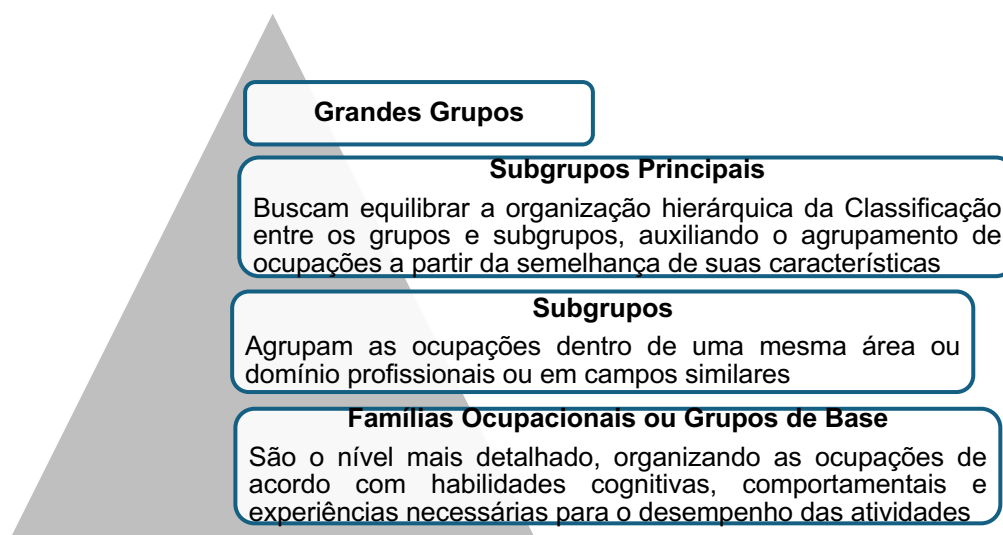 Grandes Grupos
Subgrupos Principais
Buscam equilibrar a organização hierárquica da Classificação
entre os grupos e subgrupos, auxiliando o agrupamento de
ocupações a partir da semelhança de suas características
Subgrupos
Agrupam as ocupações dentro de uma mesma área ou
domínio profissionais ou em campos similares
Famílias Ocupacionais ou Grupos de Base
São o nível mais detalhado, organizando as ocupações de
acordo com habilidades cognitivas, comportamentais e
experiências necessárias para o desempenho das atividades